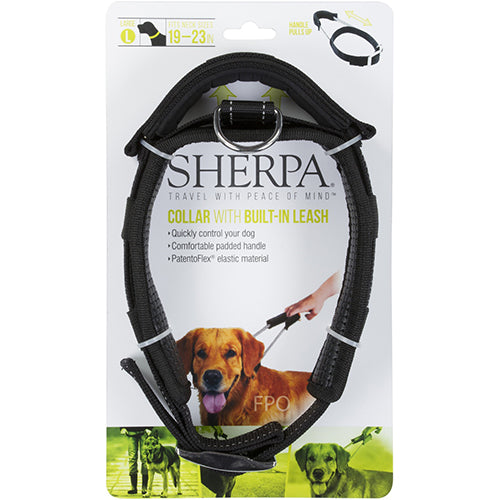 LARGE
L
FITS NECK SIZES
19–23 IN
HANDLE
PULLS UP
SHERPA®
TRAVEL WITH PEACE OF MIND™
COLLAR WITH BUILT-IN LEASH
• Quickly control your dog
• Comfortable padded handle
• PatentoFlex® elastic material
FPO